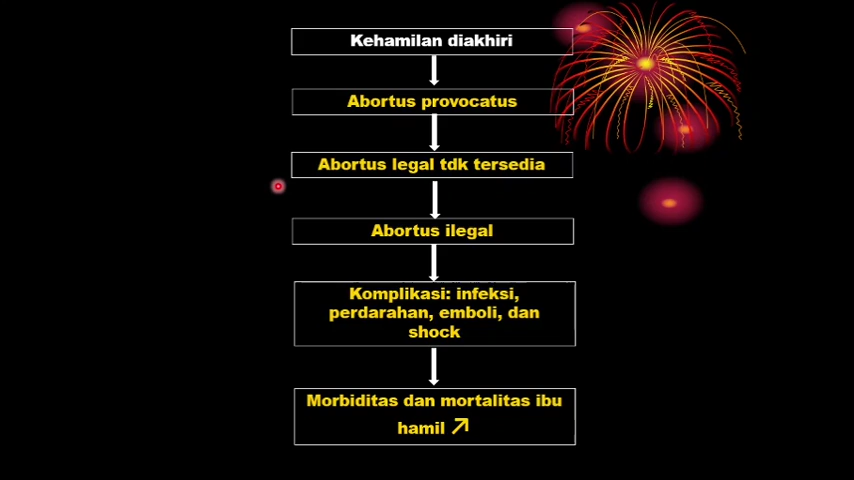 Kehamilan diakhiri
Abortus provocatus
Abortus legal tdk tersedia
Abortus ilegal
Komplikasi: infeksi,
perdarahan, emboli, dan
shock
Morbiditas dan mortalitas ibu
hamil ↗